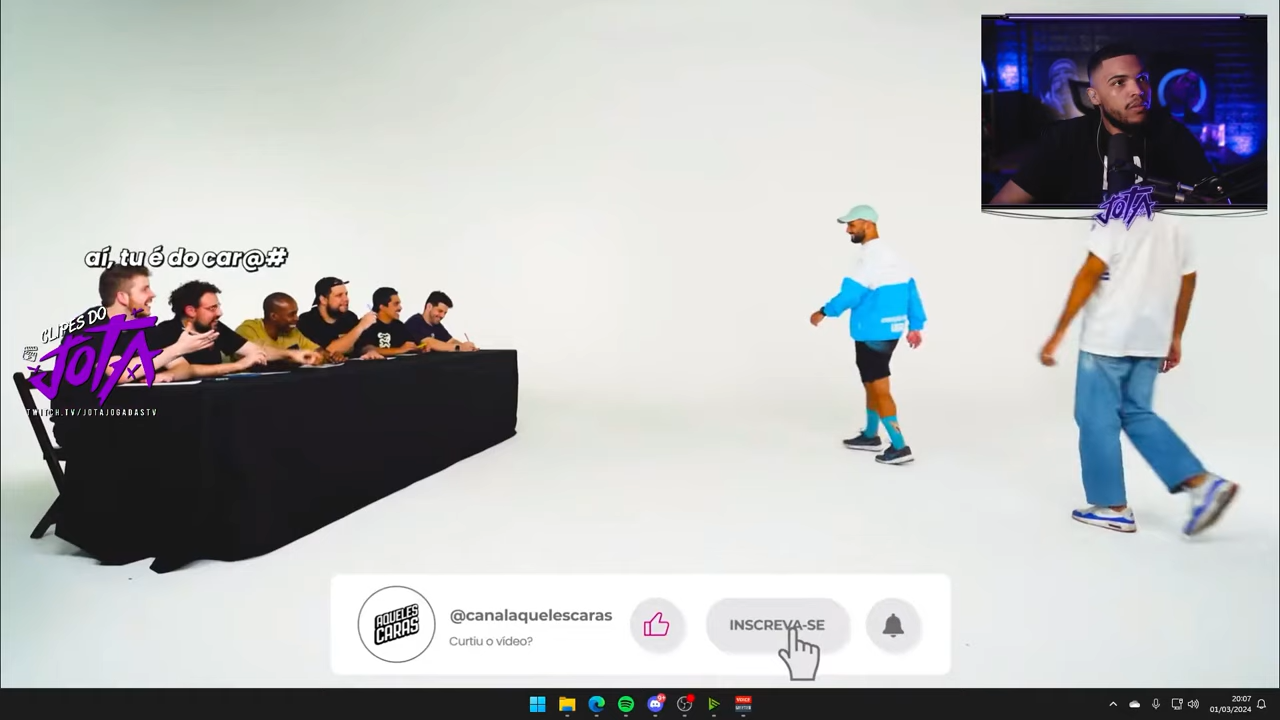 aí, tu é do car@#
CLIPES DO
JOTA
TWITCH.TV/JOTAJOGADASTV
JOTA
AQUELES
CARAS
@canalaquelescaras
Curtiu o vídeo?
INSCREVA-SE
20:07
01/03/2024